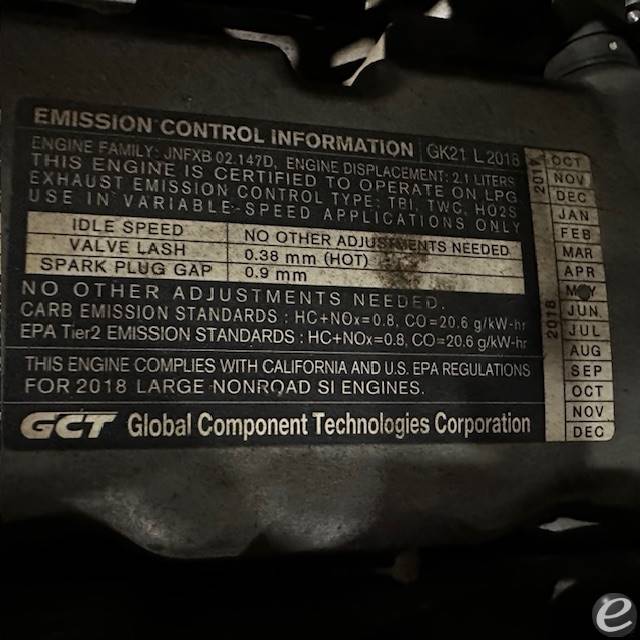 EMISSION CONTROL INFORMATION GK21 L 2018
ENGINE FAMILY: JNFXB 02.147D, ENGINE DISPLACEMENT: 2.1 LITERS
THIS ENGINE IS CERTIFIED TO OPERATE ON LPG
EXHAUST EMISSION CONTROL TYPE: TBI, TWC, HO2S
USE IN VARIABLE-SPEED APPLICATIONS ONLY
IDLE SPEED NO OTHER ADJUSTMENTS NEEDED
VALVE LASH 0.38 mm (HOT)
SPARK PLUG GAP 0.9 mm
NO OTHER ADJUSTMENTS NEEDED.
CARB EMISSION STANDARDS : HC+NOx=0.8, CO=20.6 g/kW-hr
EPA Tier2 EMISSION STANDARDS : HC+NOx=0.8, CO=20.6 g/kW-hr
THIS ENGINE COMPLIES WITH CALIFORNIA AND U.S. EPA REGULATIONS
FOR 2018 LARGE NONROAD SI ENGINES.
GCT Global Component Technologies Corporation
OCT
NOV
DEC
2018
JAN
FEB
MAR
APR
MAY
JUN
JUL
AUG
SEP
OCT
NOV
DEC
e